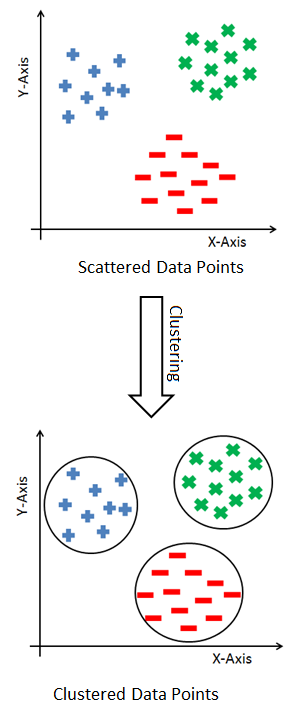 Y-Axis
X-Axis
Scattered Data Points
Clustering
Y-Axis
X-Axis
Clustered Data Points